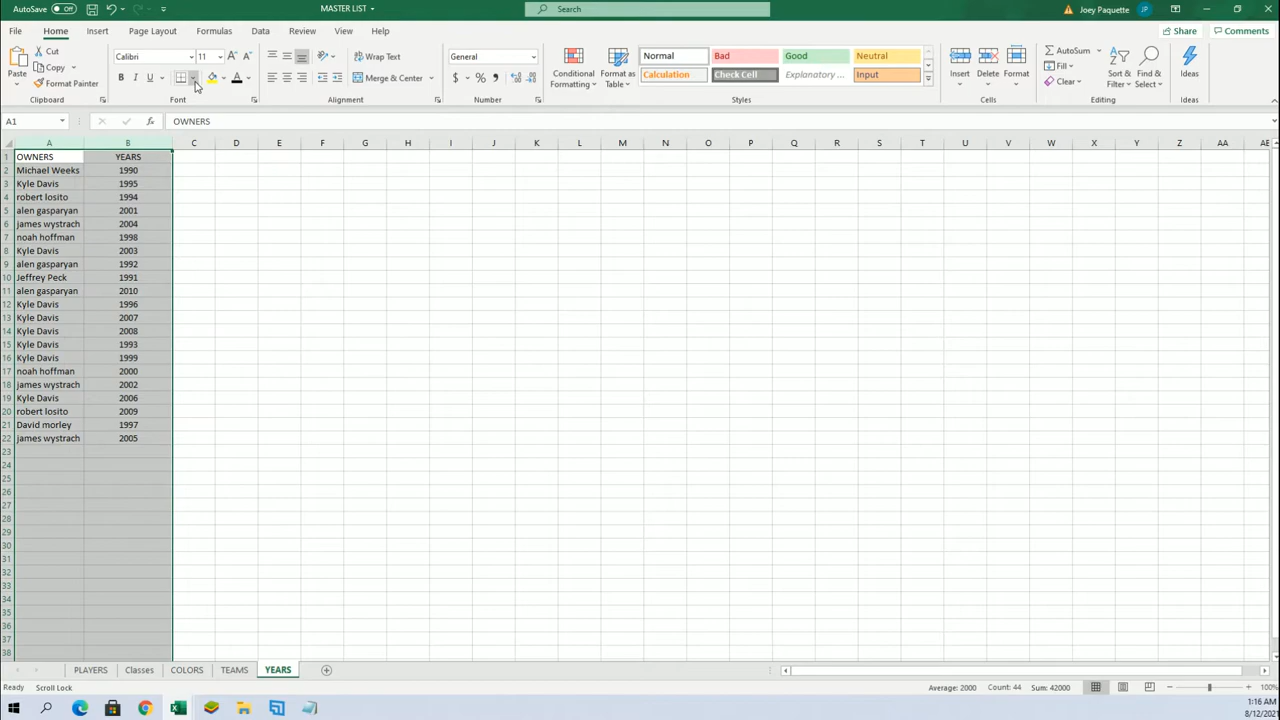 AutoSave Off MASTER LIST Search Joey Paquette JP
File Home Insert Page Layout Formulas Data Review View Help Share Comments
Paste Cut Copy Format Painter Clipboard
Calibri 11 B I U A Font
Wrap Text Merge & Center Alignment
General $ % Number
Conditional Formatting Format as Table
Normal Bad Good Neutral
Calculation Check Cell Explanatory ... Input
Styles
Insert Delete Format Cells
AutoSum Fill Clear Sort & Filter Find & Select Editing
Ideas Ideas
A1 fx OWNERS
A B C D E F G H I J K L M N O P Q R S T U V W X Y Z AA
1 OWNERS YEARS
2 Michael Weeks 1990
3 Kyle Davis 1995
4 robert losito 1994
5 alen gasparyan 2001
6 james wystrach 2004
7 noah hoffman 1998
8 Kyle Davis 2003
9 alen gasparyan 1992
10 Jeffrey Peck 1991
11 alen gasparyan 2010
12 Kyle Davis 1996
13 Kyle Davis 2007
14 Kyle Davis 2008
15 Kyle Davis 1993
16 Kyle Davis 1999
17 noah hoffman 2000
18 james wystrach 2002
19 Kyle Davis 2006
20 robert losito 2009
21 David morley 1997
22 james wystrach 2005
23
24
25
26
27
28
29
30
31
32
33
34
35
36
37
38
PLAYERS Classes COLORS TEAMS YEARS
Ready Scroll Lock Average: 2000 Count: 44 Sum: 42000 100%
1:16 AM
8/12/2021